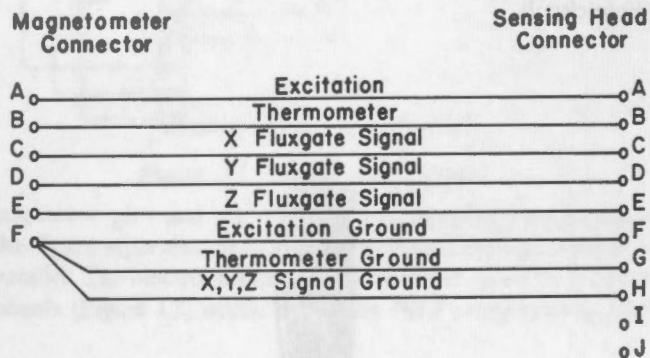 Magnetometer Connector
Sensing Head Connector
A Excitation A
B Thermometer B
C X Fluxgate Signal C
D Y Fluxgate Signal D
E Z Fluxgate Signal E
F Excitation Ground F
Thermometer Ground G
X,Y,Z Signal Ground H
I
J